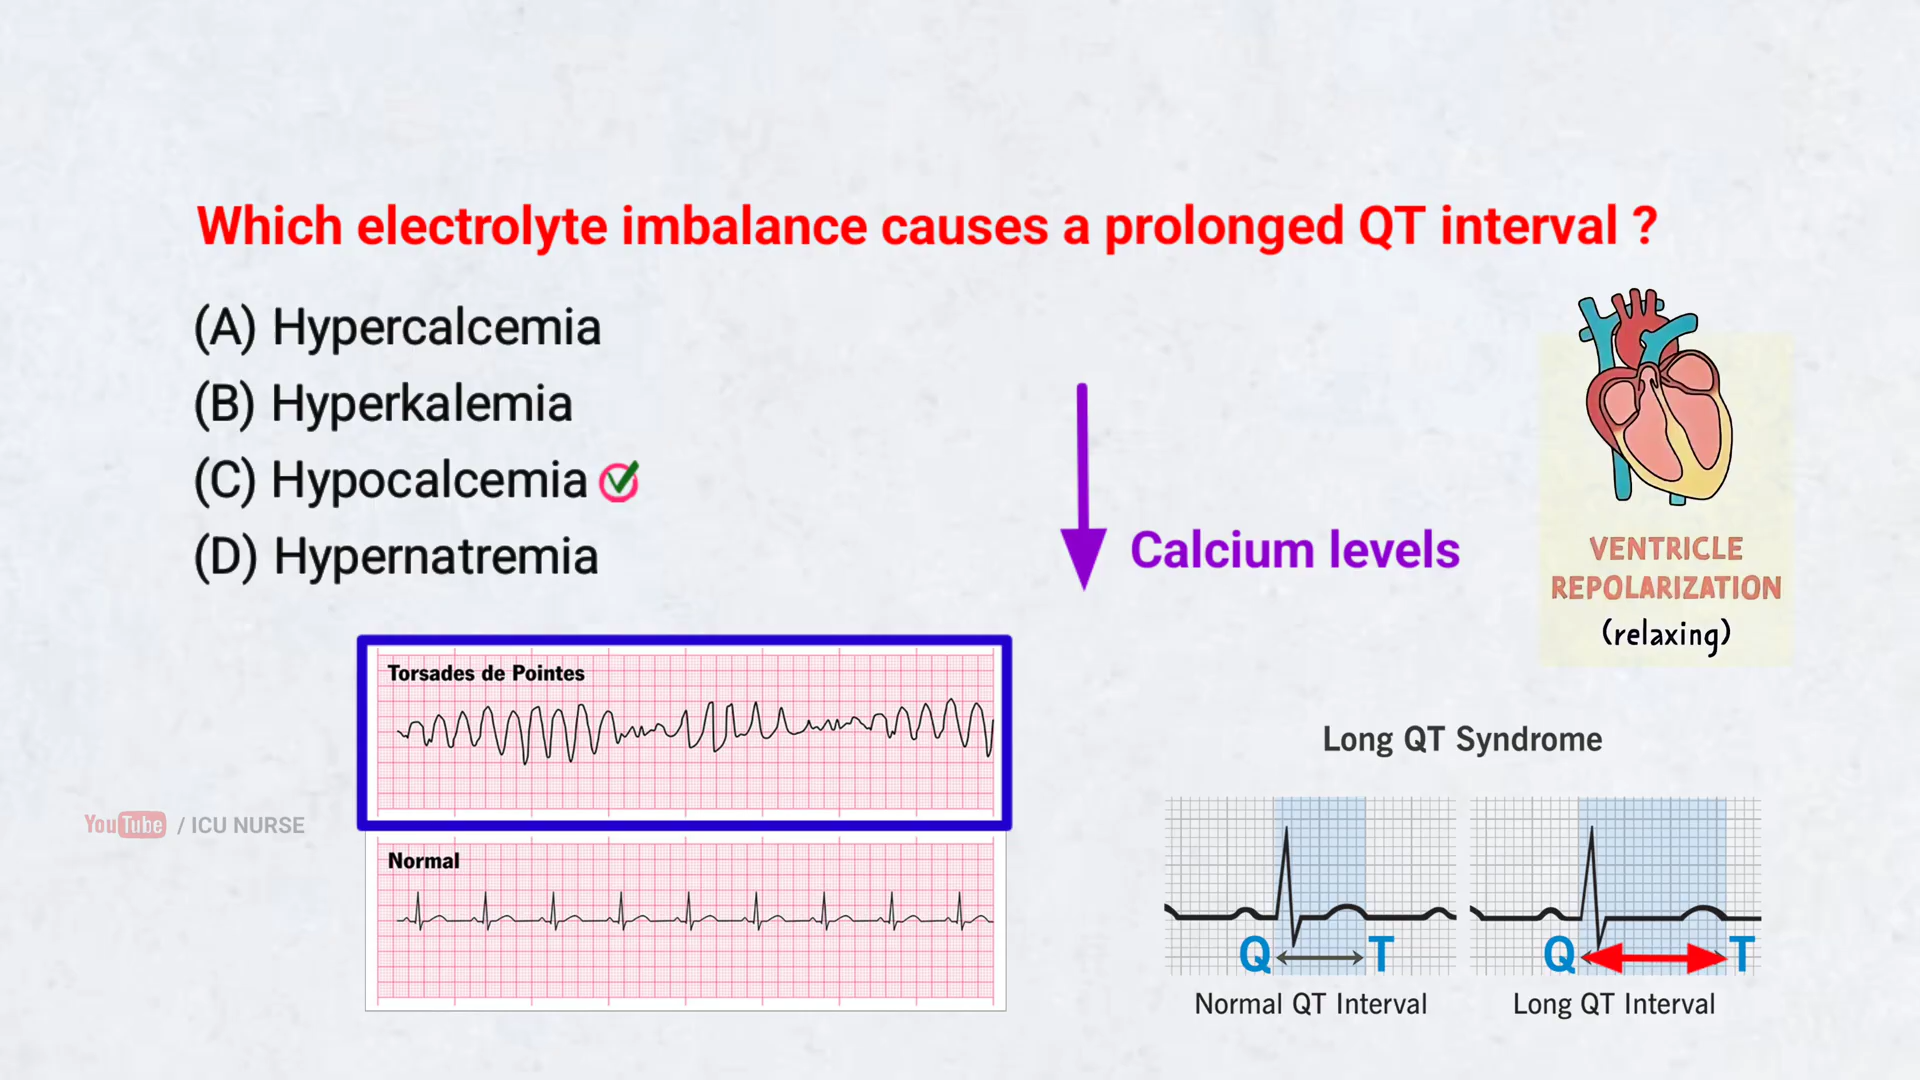 Which electrolyte imbalance causes a prolonged QT interval ?
(A) Hypercalcemia
(B) Hyperkalemia
(C) Hypocalcemia
(D) Hypernatremia
Calcium levels
VENTRICLE
REPOLARIZATION
(relaxing)
Torsades de Pointes
Normal
YouTube / ICU NURSE
Long QT Syndrome
Q T
Normal QT Interval
Q T
Long QT Interval